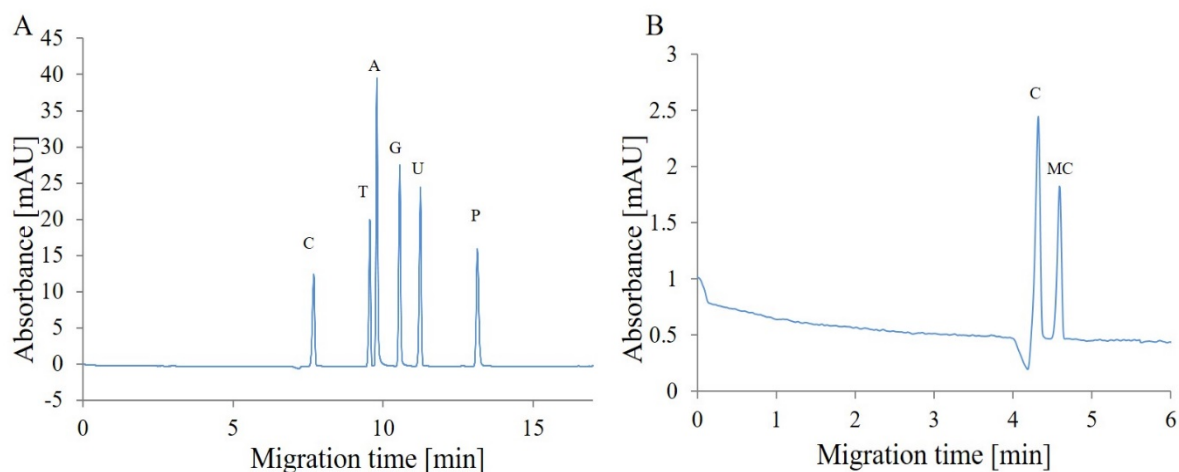 A
Absorbance [mAU]
45
40
35
30
25
20
15
10
5
0
-5
C
T
A
G
U
P
0 5 10 15
Migration time [min]
B
Absorbance [mAU]
3
2.5
2
1.5
1
0.5
0
C
MC
0 1 2 3 4 5 6
Migration time [min]